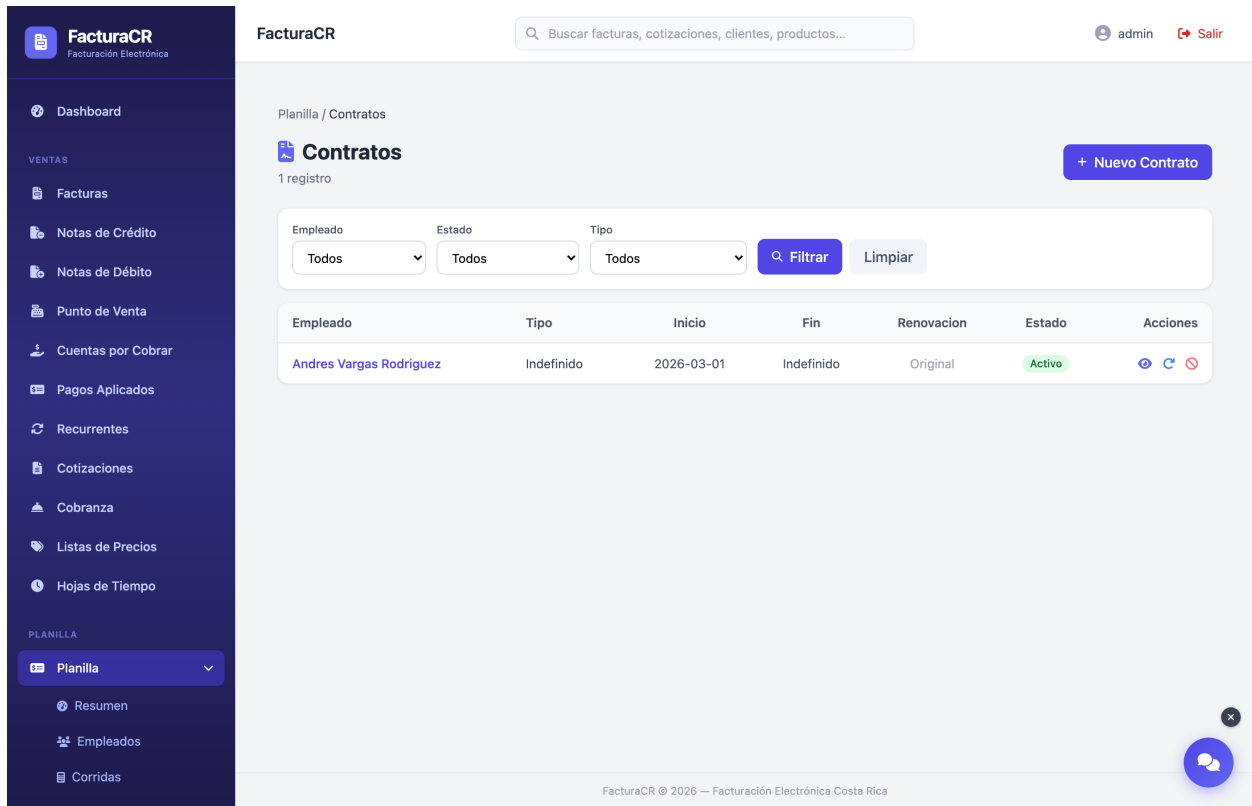 FacturaCR
Facturación Electrónica
Dashboard
VENTAS
Facturas
Notas de Crédito
Notas de Débito
Punto de Venta
Cuentas por Cobrar
Pagos Aplicados
Recurrentes
Cotizaciones
Cobranza
Listas de Precios
Hojas de Tiempo
PLANILLA
Planilla
Resumen
Empleados
Corridas
FacturaCR
Buscar facturas, cotizaciones, clientes, productos...
admin
Salir
Planilla / Contratos
Contratos
1 registro
+ Nuevo Contrato
Empleado Estado Tipo
Todos Todos Todos Filtrar Limpiar
Empleado Tipo Inicio Fin Renovacion Estado Acciones
Andres Vargas Rodriguez Indefinido 2026-03-01 Indefinido Original Activo
FacturaCR © 2026 — Facturación Electrónica Costa Rica